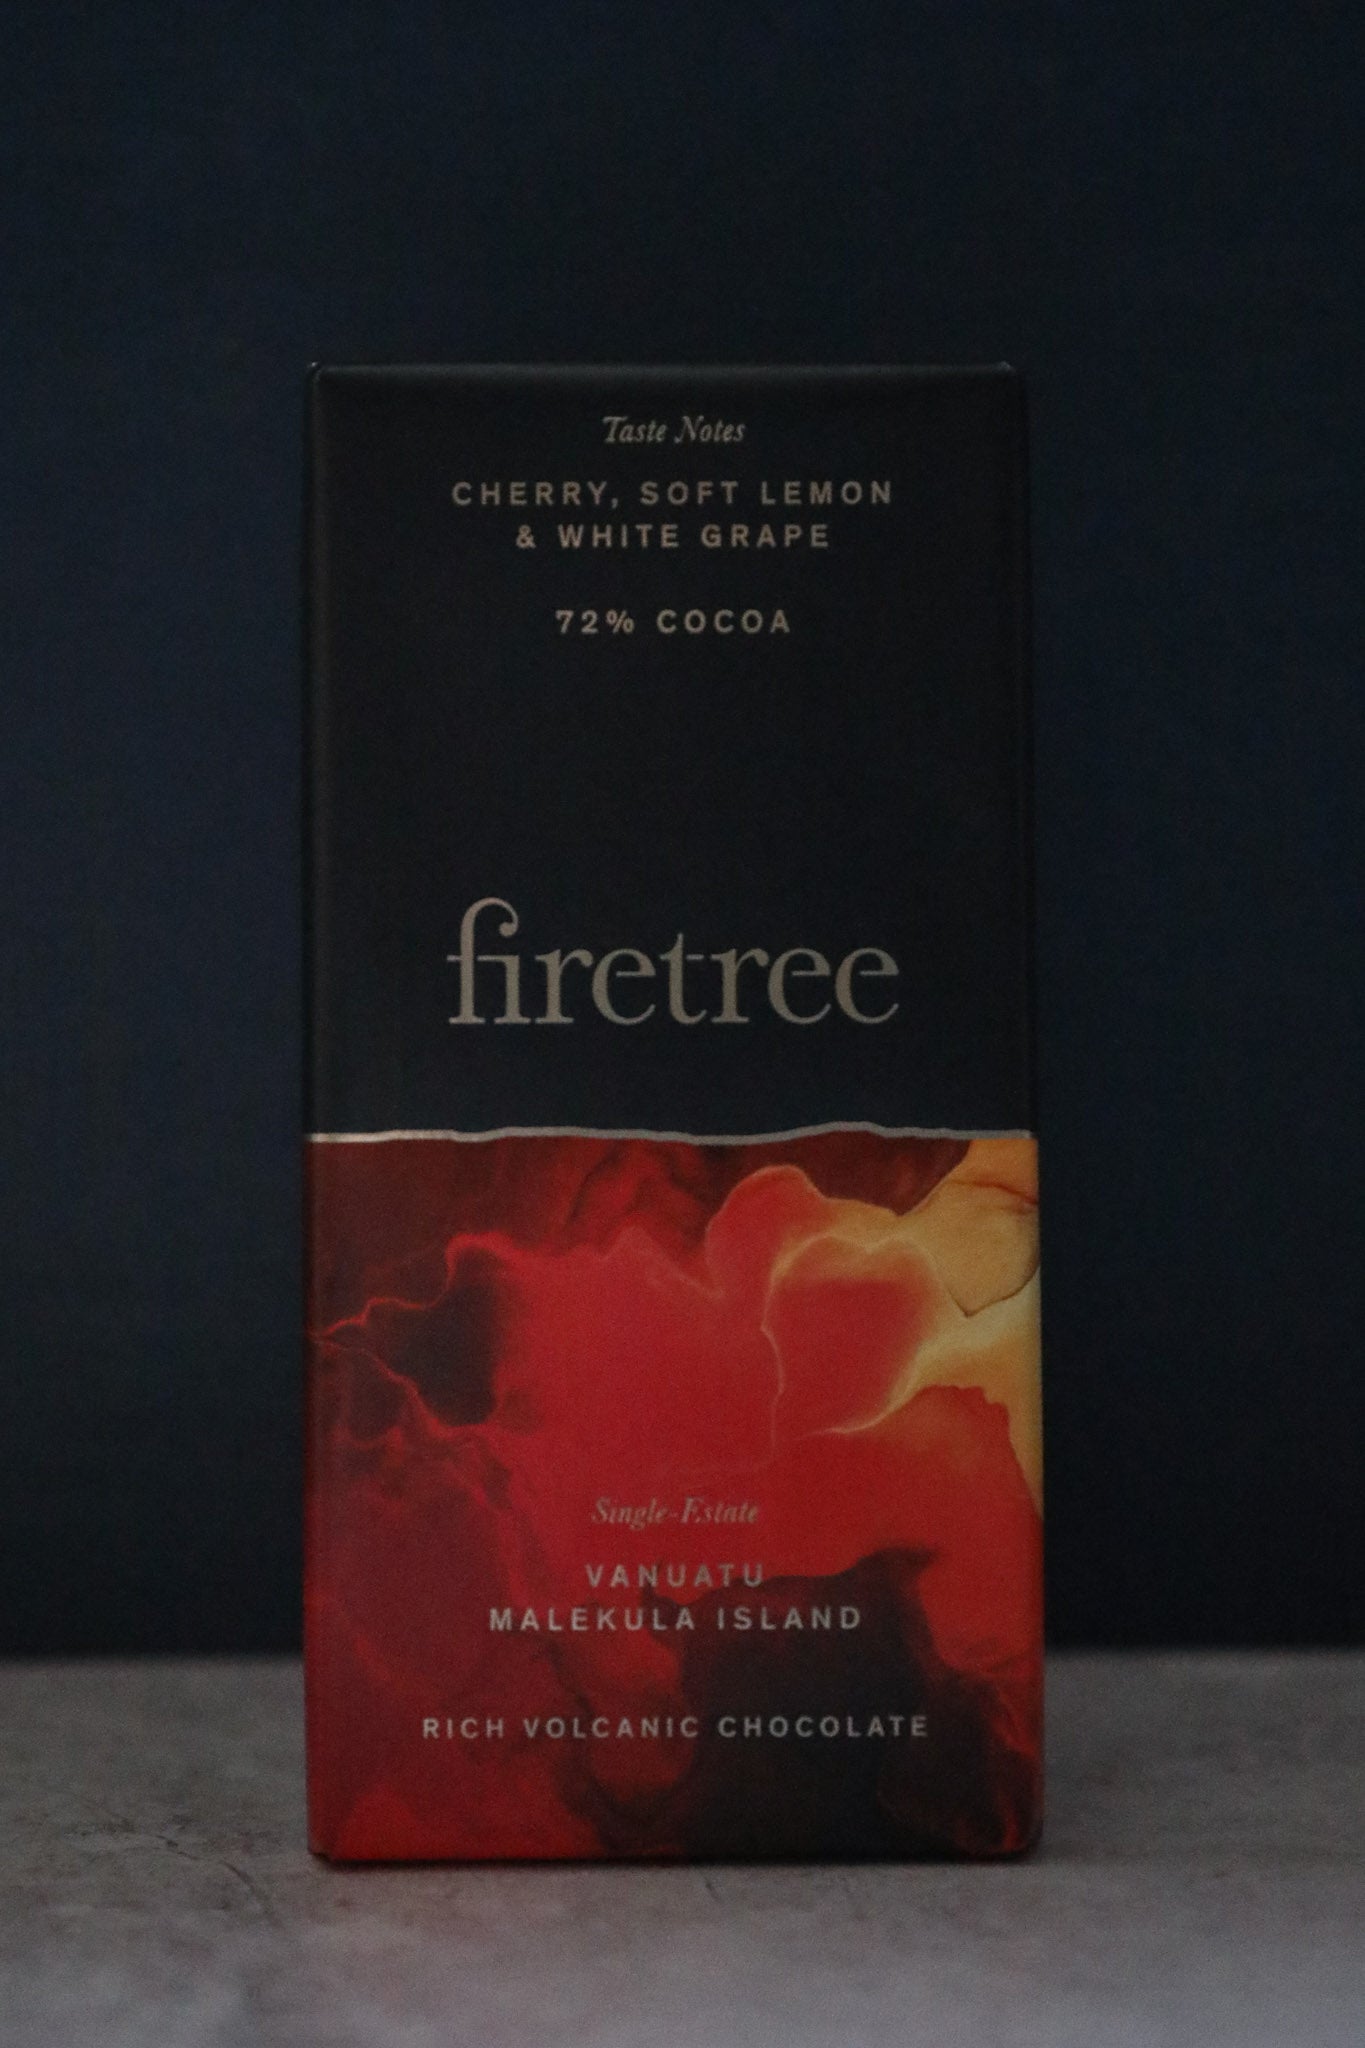 Taste Notes
CHERRY, SOFT LEMON
& WHITE GRAPE
72% COCOA
firetree
Single-Estate
VANUATU
MALEKULA ISLAND
RICH VOLCANIC CHOCOLATE